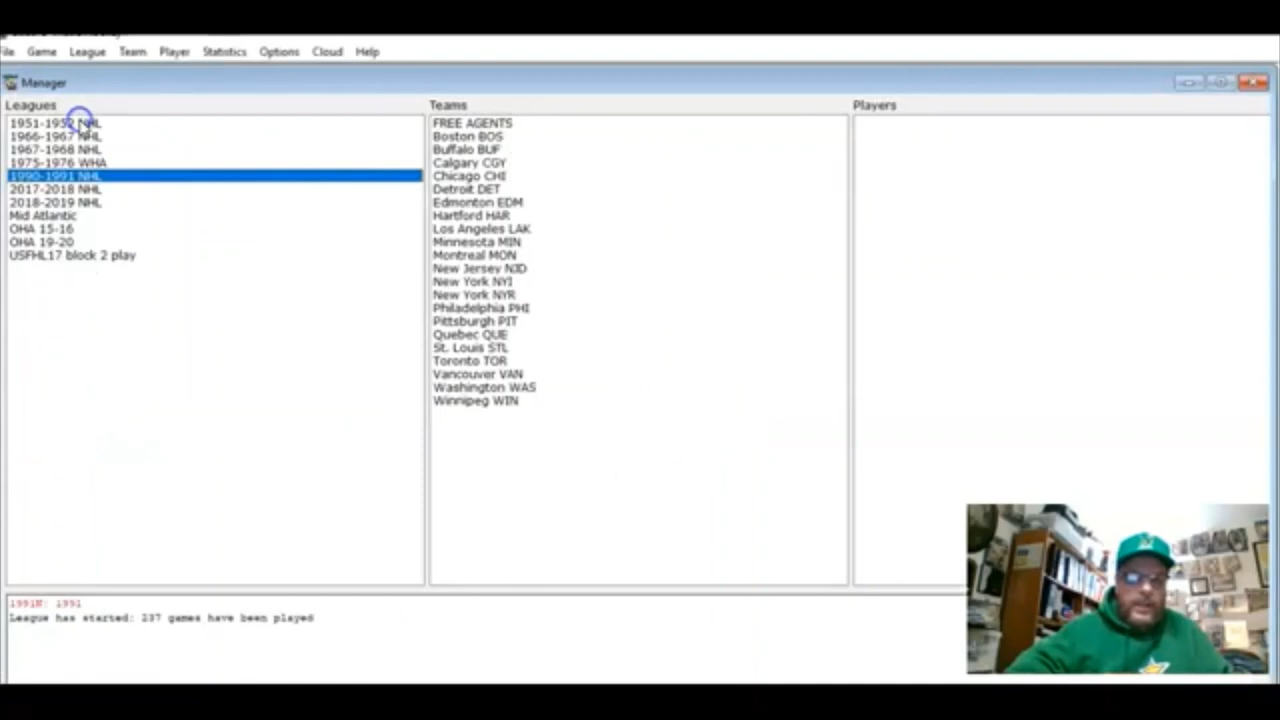 File Game League Team Player Statistics Options Cloud Help
Manager
Leagues
1951-1952 NHL
1966-1967 NHL
1967-1968 NHL
1975-1976 WHA
1990-1991 NHL
2017-2018 NHL
2018-2019 NHL
Mid Atlantic
OHA 15-16
OHA 19-20
USFHL17 block 2 play
Teams
FREE AGENTS
Boston BOS
Buffalo BUF
Calgary CGY
Chicago CHI
Detroit DET
Edmonton EDM
Hartford HAR
Los Angeles LAK
Minnesota MIN
Montreal MON
New Jersey NJD
New York NYI
New York NYR
Philadelphia PHI
Pittsburgh PIT
Quebec QUE
St. Louis STL
Toronto TOR
Vancouver VAN
Washington WAS
Winnipeg WIN
Players
1991N: 1991
League has started: 237 games have been played